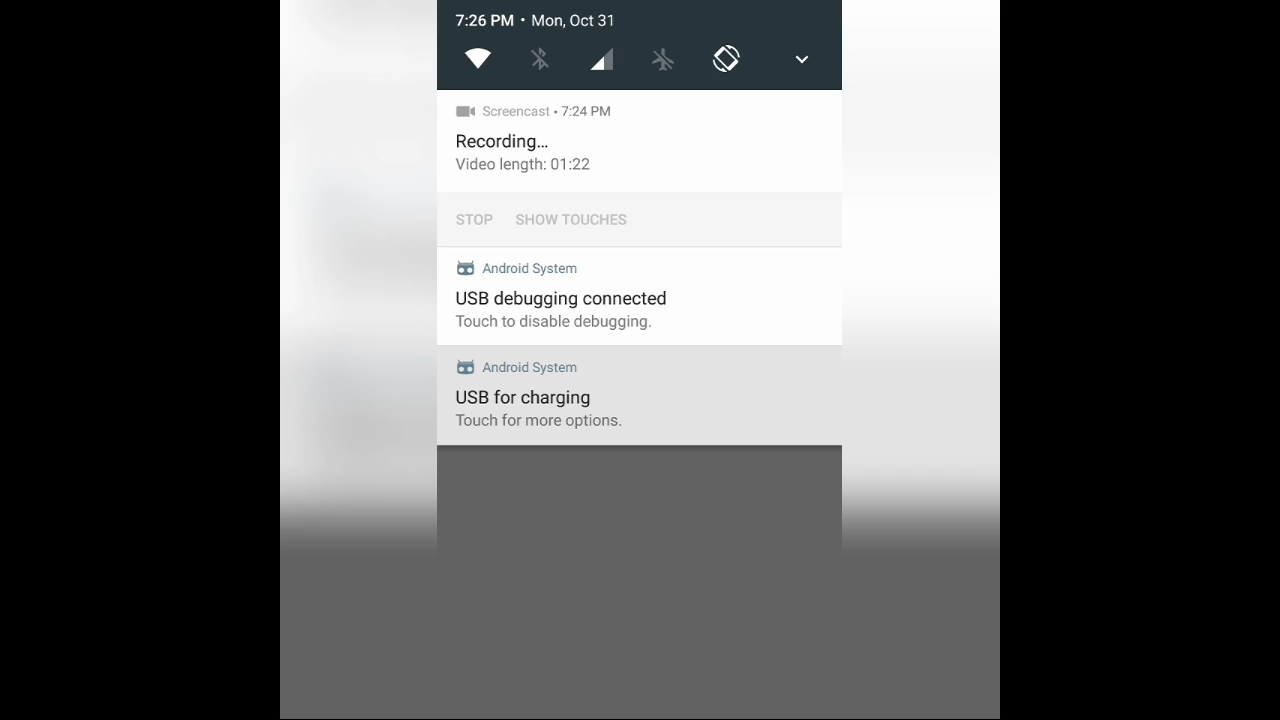 7:26 PM • Mon, Oct 31
Screencast • 7:24 PM
Recording...
Video length: 01:22
STOP SHOW TOUCHES
Android System
USB debugging connected
Touch to disable debugging.
Android System
USB for charging
Touch for more options.